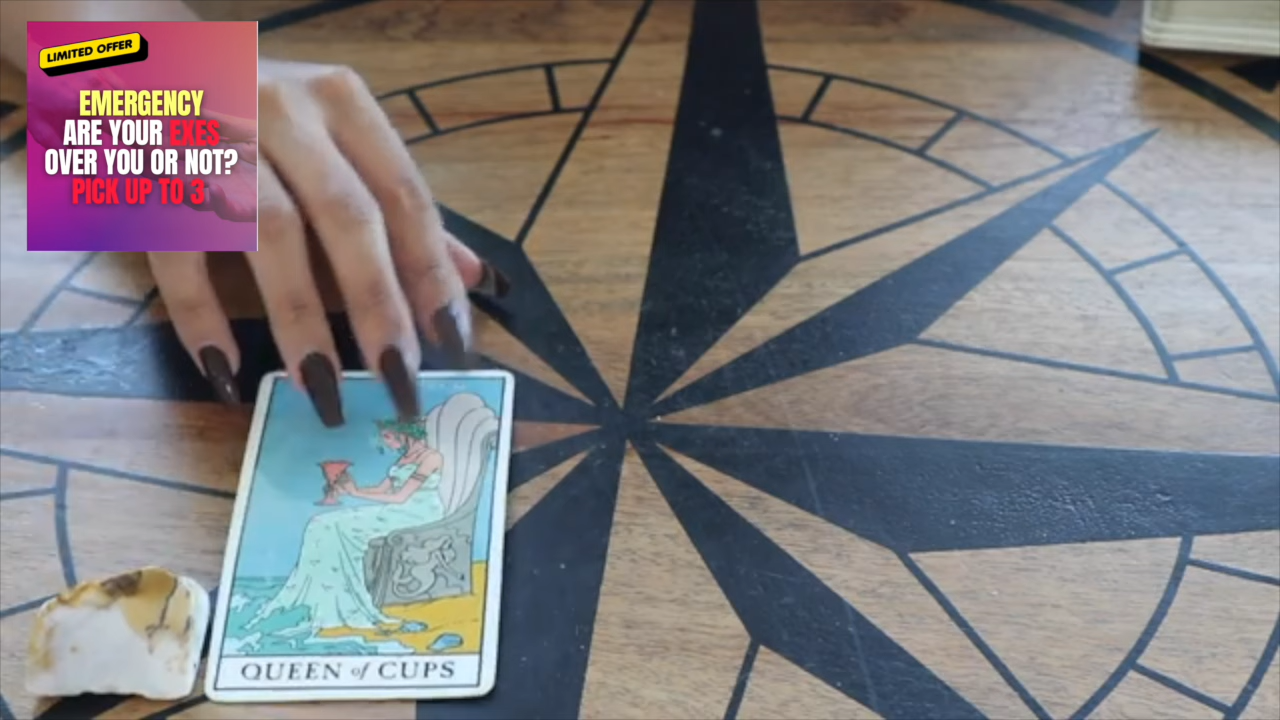 LIMITED OFFER
EMERGENCY
ARE YOUR EXES
OVER YOU OR NOT?
PICK UP TO 3
QUEEN of CUPS